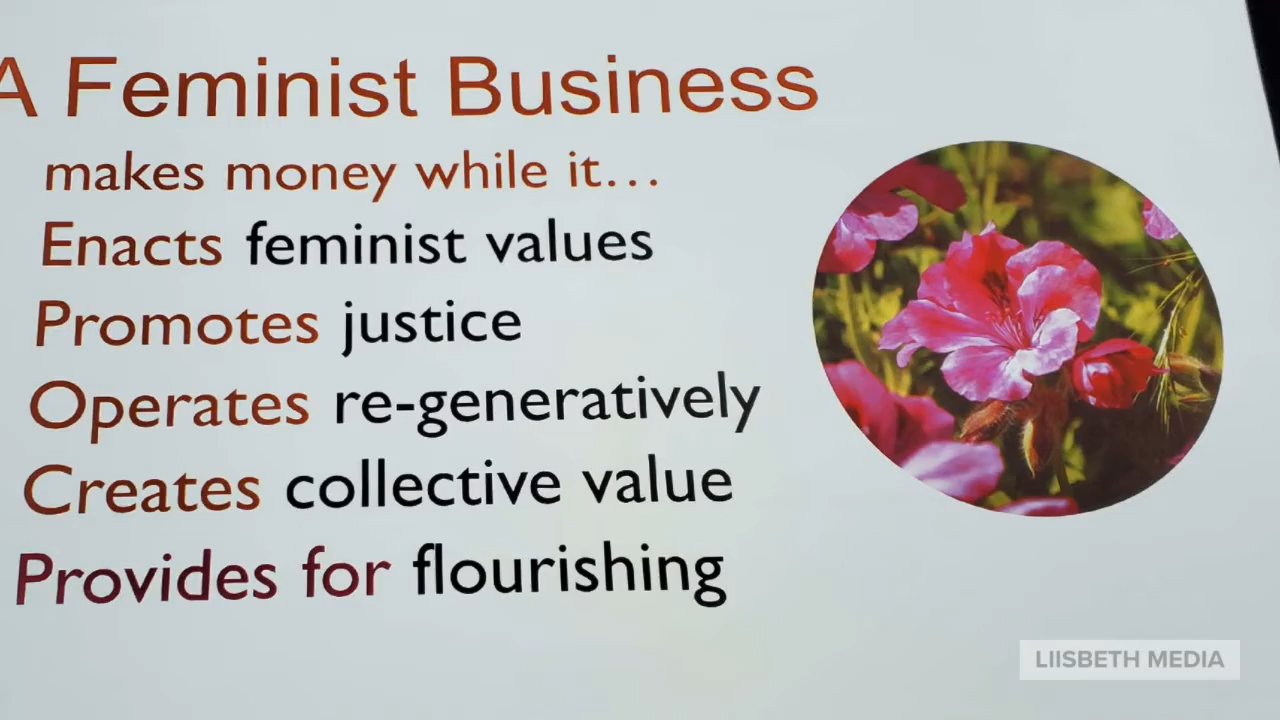 A Feminist Business
makes money while it...
Enacts feminist values
Promotes justice
Operates re-generatively
Creates collective value
Provides for flourishing
LIISBETH MEDIA